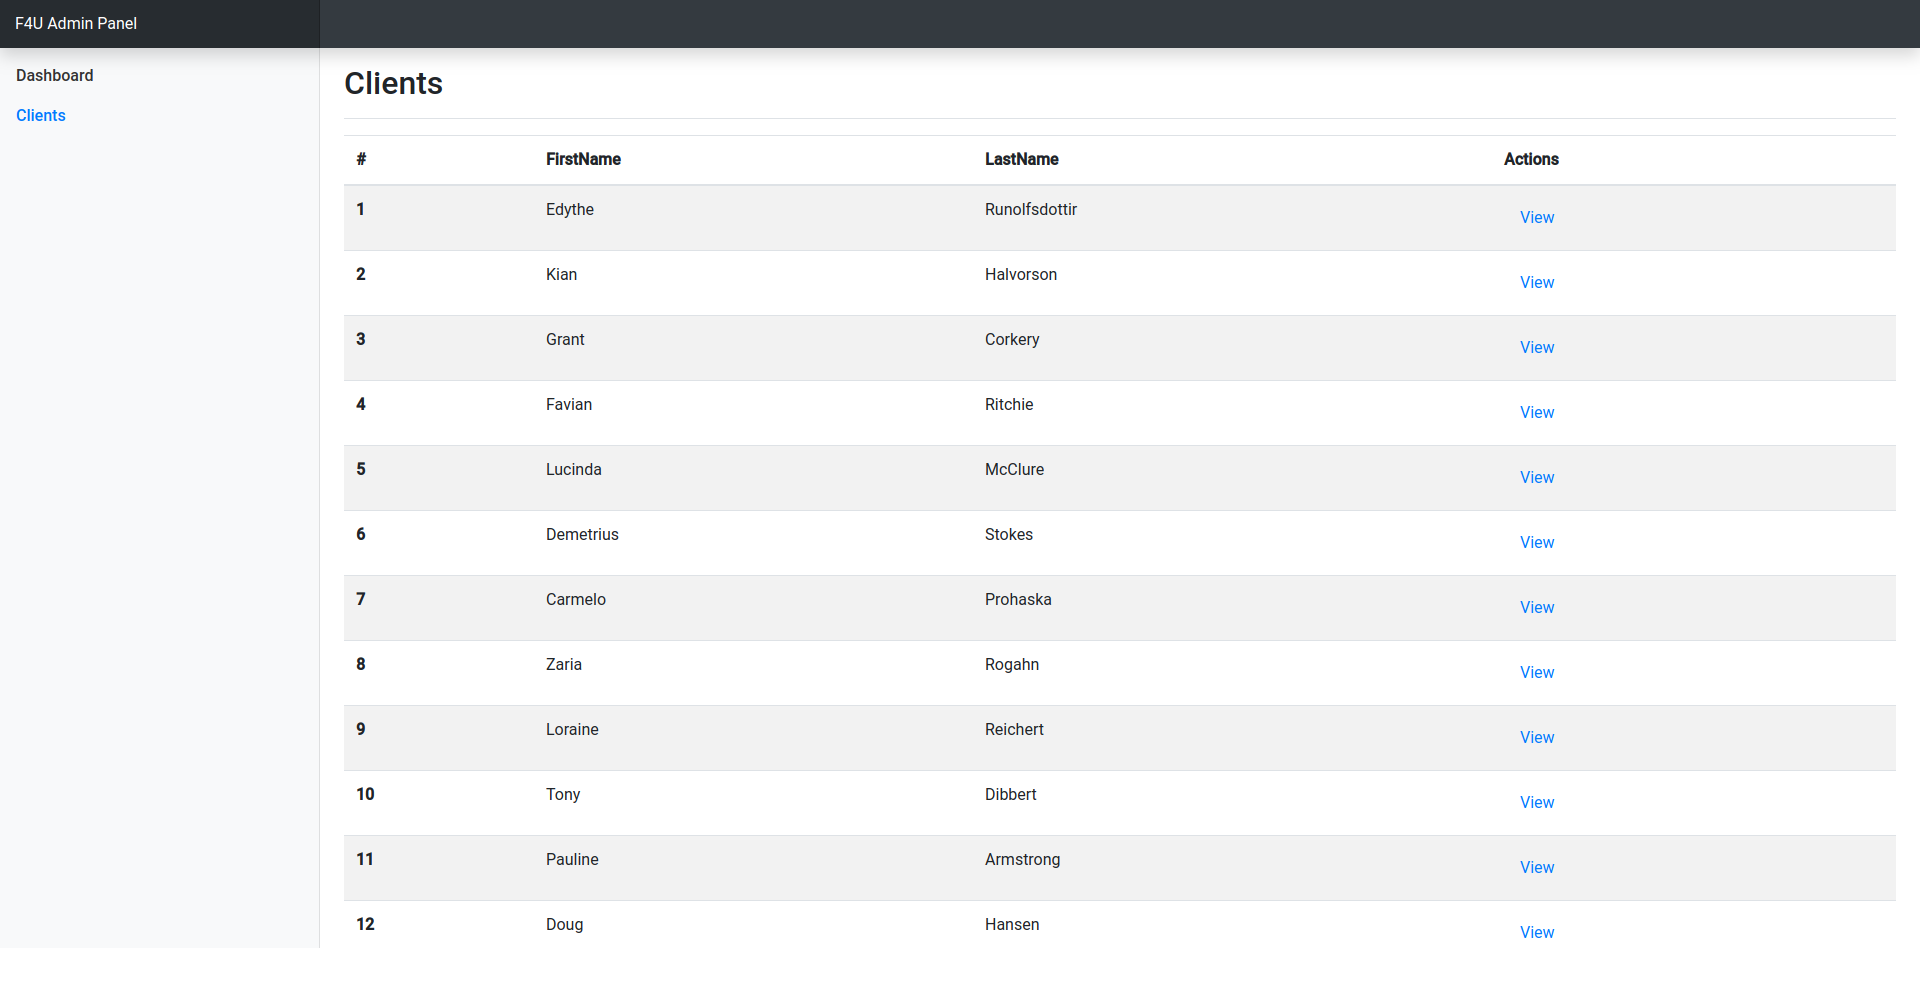 F4U Admin Panel
Dashboard
Clients
Clients
# FirstName LastName Actions
1 Edythe Runolfsdottir View
2 Kian Halvorson View
3 Grant Corkery View
4 Favian Ritchie View
5 Lucinda McClure View
6 Demetrius Stokes View
7 Carmelo Prohaska View
8 Zaria Rogahn View
9 Loraine Reichert View
10 Tony Dibbert View
11 Pauline Armstrong View
12 Doug Hansen View